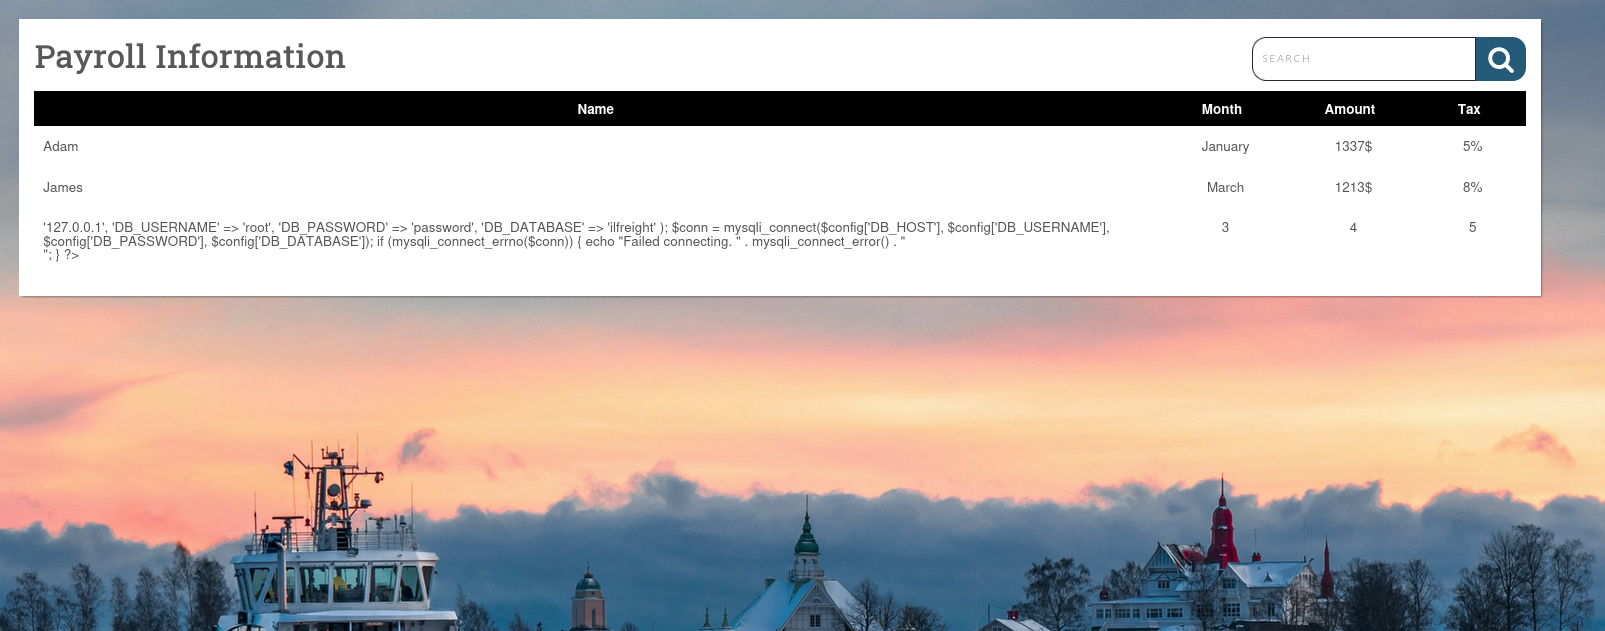 Payroll Information
SEARCH
Name Month Amount Tax
Adam January 1337$ 5%
James March 1213$ 8%
'127.0.0.1', 'DB_USERNAME' => 'root', 'DB_PASSWORD' => 'password', 'DB_DATABASE' => 'ilfreight' ); $conn = mysqli_connect($config['DB_HOST'], $config['DB_USERNAME'], 3 4 5
$config['DB_PASSWORD'], $config['DB_DATABASE']); if (mysqli_connect_errno($conn)) { echo "Failed connecting. " . mysqli_connect_error() . "
"; } ?>